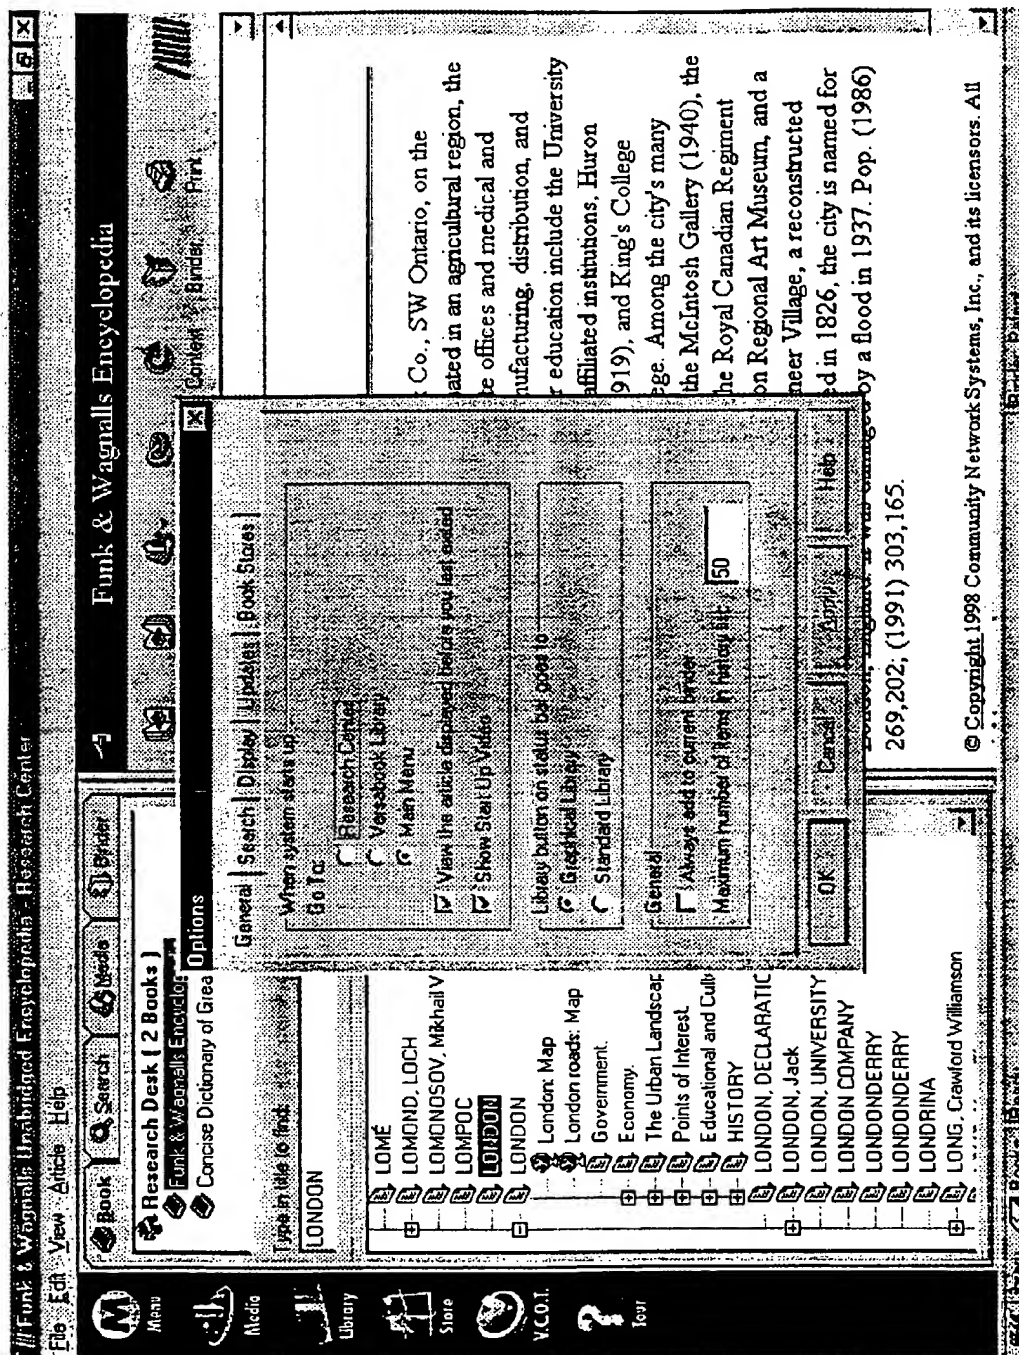 Funk & Wagnalls Unabridged Encyclopedia - Research Center
File Edit View Article Help
Menu
Media
Library
Store
V.C.O.T.
Tour
Book Search Media Binder
Research Desk ( 2 Books )
Funk & Wagnalls Encyclop
Concise Dictionary of Grea
Type in title to find:
LONDON
LOMÉ
LOMOND, LOCH
LOMONOSOV, Mikhail V
LOMPOC
LONDON
LONDON
London: Map
London roads: Map
Government.
Economy.
The Urban Landscap
Points of Interest.
Educational and Cultu
HISTORY
LONDON, DECLARATIC
LONDON, Jack
LONDON, UNIVERSITY
LONDON COMPANY
LONDONDERRY
LONDONDERRY
LONDRINA
LONG, Crawford Williamson
Funk & Wagnalls Encyclopedia
Context Binder Print
Options
General Search Display Updates Book Stores
When system starts up
Go To:
Research Center
Versabook Library
Main Menu
View the article displayed before you last exited
Show Start Up Video
Library button on status bar goes to
Graphical Library
Standard Library
General
Always add to current binder
Maximum number of items in history list: 50
OK Cancel Apply Help
Co., SW Ontario, on the
ated in an agricultural region, the
e offices and medical and
nufacturing, distribution, and
r education include the University
affiliated institutions, Huron
919), and King's College
ege. Among the city's many
the McIntosh Gallery (1940), the
he Royal Canadian Regiment
on Regional Art Museum, and a
neer Village, a reconstructed
ed in 1826, the city is named for
by a flood in 1937. Pop. (1986)
269,202; (1991) 303,165.
© Copyright 1998 Community Network Systems, Inc., and its licensors. All